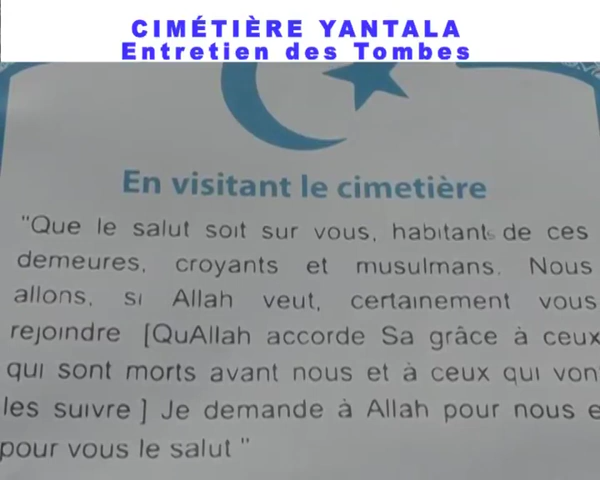 CIMÉTIÈRE YANTALA
Entretien des Tombes
En visitant le cimetière
"Que le salut soit sur vous, habitants de ces
demeures, croyants et musulmans. Nous
allons, si Allah veut, certainement vous
rejoindre [QuAllah accorde Sa grâce à ceux
qui sont morts avant nous et à ceux qui von
les suivre ] Je demande à Allah pour nous e
pour vous le salut "